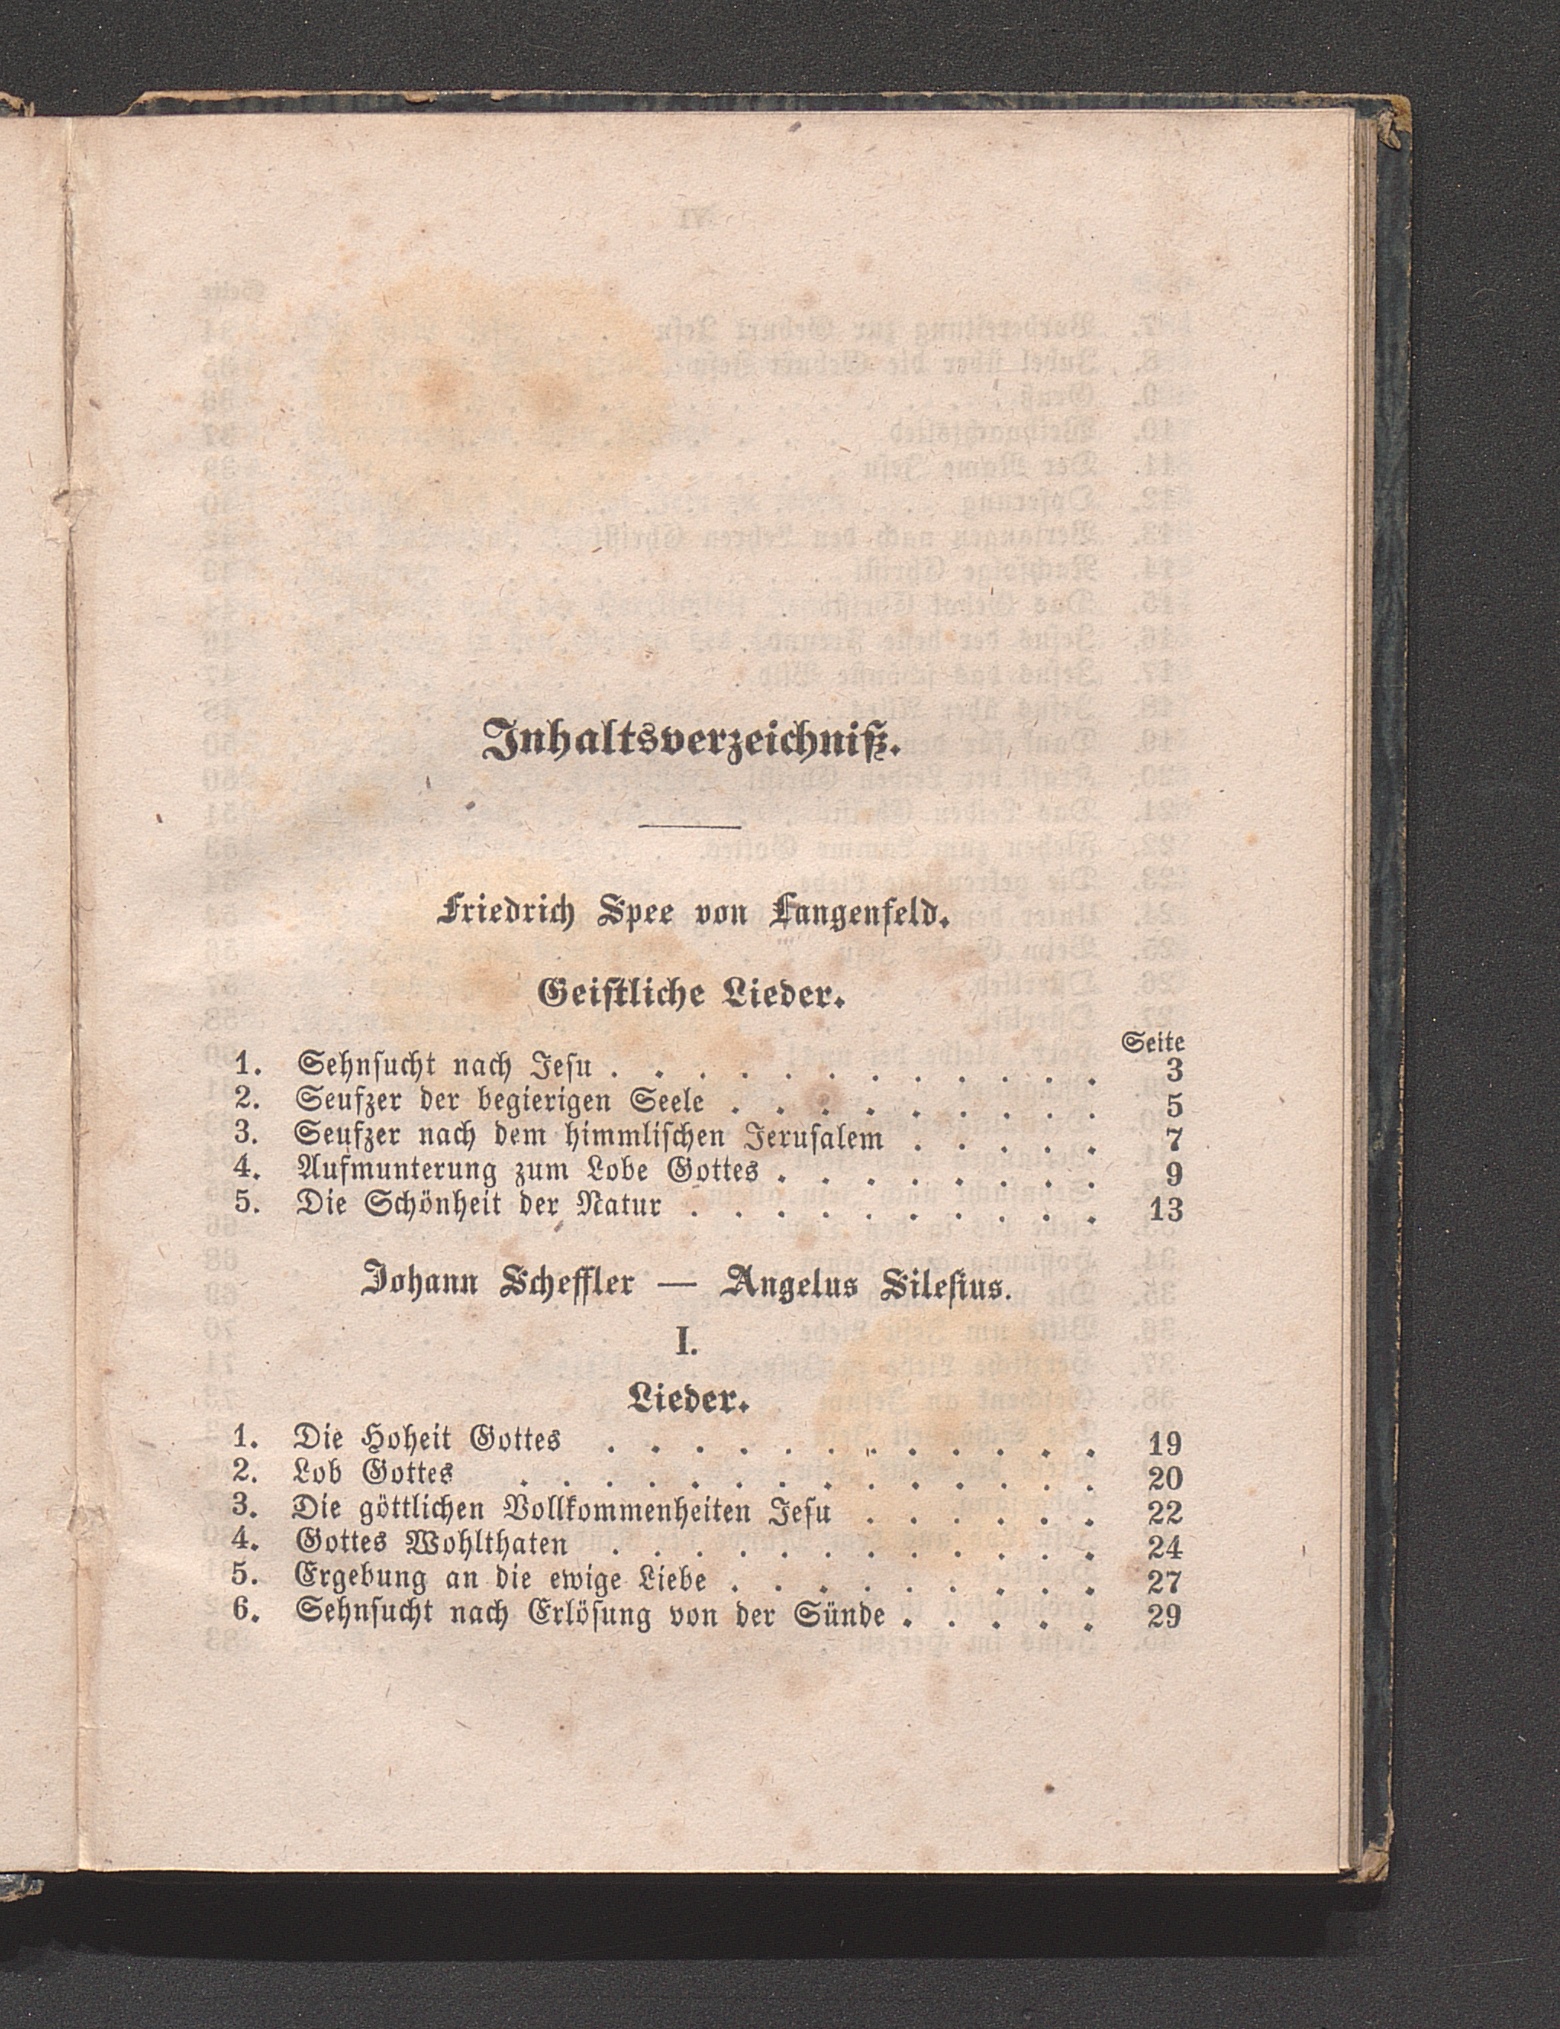 Inhaltsverzeichniß.
Friedrich Spee von Langenfeld.
Geistliche Lieder.
Seite
1. Sehnsucht nach Jesu . . . . . . . . . . . . 3
2. Seufzer der begierigen Seele . . . . . . . . . 5
3. Seufzer nach dem himmlischen Jerusalem . . . . . 7
4. Aufmunterung zum Lobe Gottes . . . . . . . . 9
5. Die Schönheit der Natur . . . . . . . . . . 13
Johann Scheffler — Angelus Silesius.
I.
Lieder.
1. Die Hoheit Gottes . . . . . . . . . . . . 19
2. Lob Gottes . . . . . . . . . . . . . . 20
3. Die göttlichen Vollkommenheiten Jesu . . . . . . 22
4. Gottes Wohlthaten . . . . . . . . . . . . 24
5. Ergebung an die ewige Liebe . . . . . . . . . 27
6. Sehnsucht nach Erlösung von der Sünde . . . . . 29